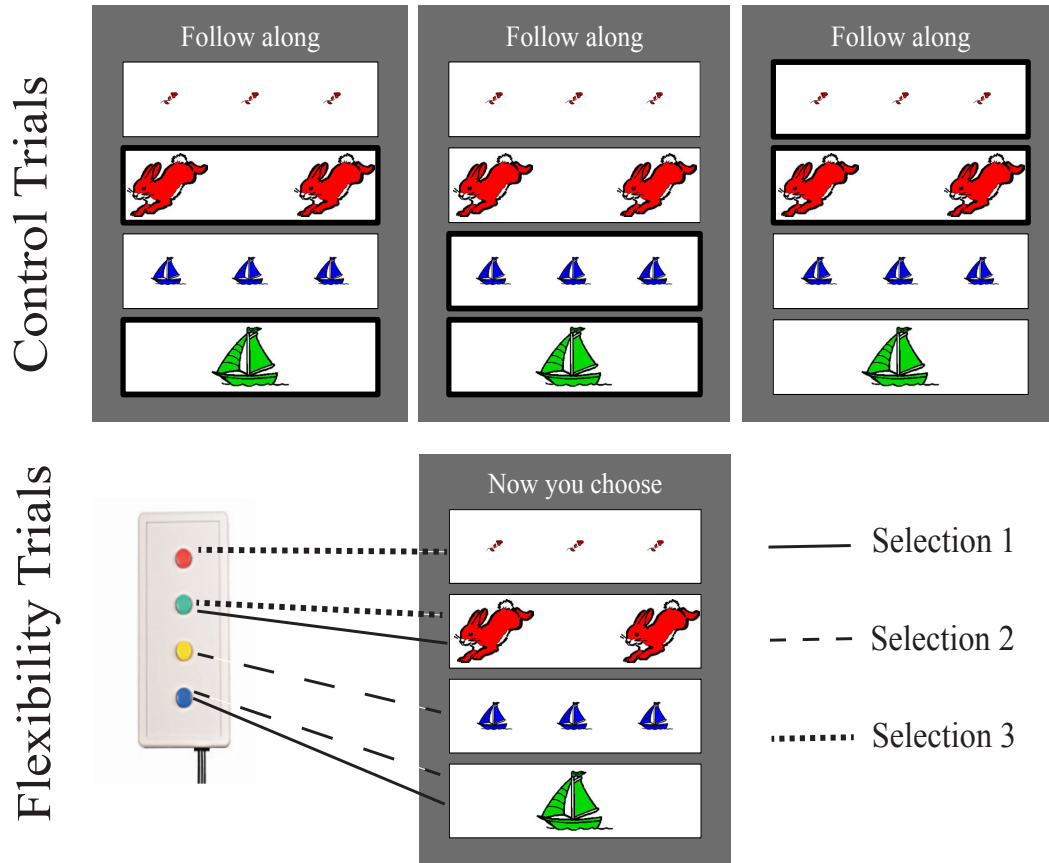 Control Trials
Follow along
Follow along
Follow along
Flexibility Trials
Now you choose
Selection 1
Selection 2
Selection 3